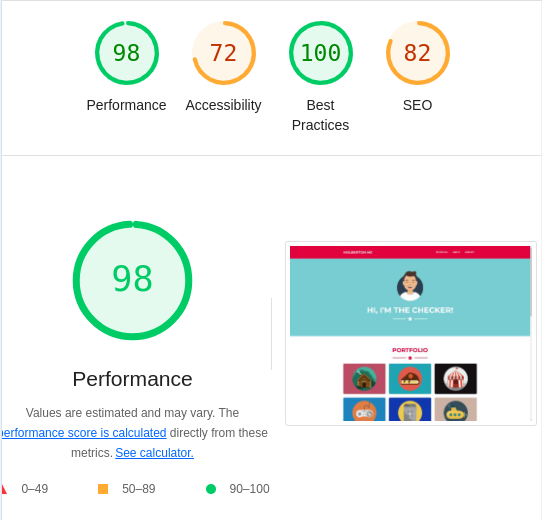 98
72
100
82
Performance
Accessibility
Best
Practices
SEO
98
Performance
Values are estimated and may vary. The
performance score is calculated directly from these
metrics. See calculator.
0–49
50–89
90–100
HI, I'M THE CHECKER!
PORTFOLIO